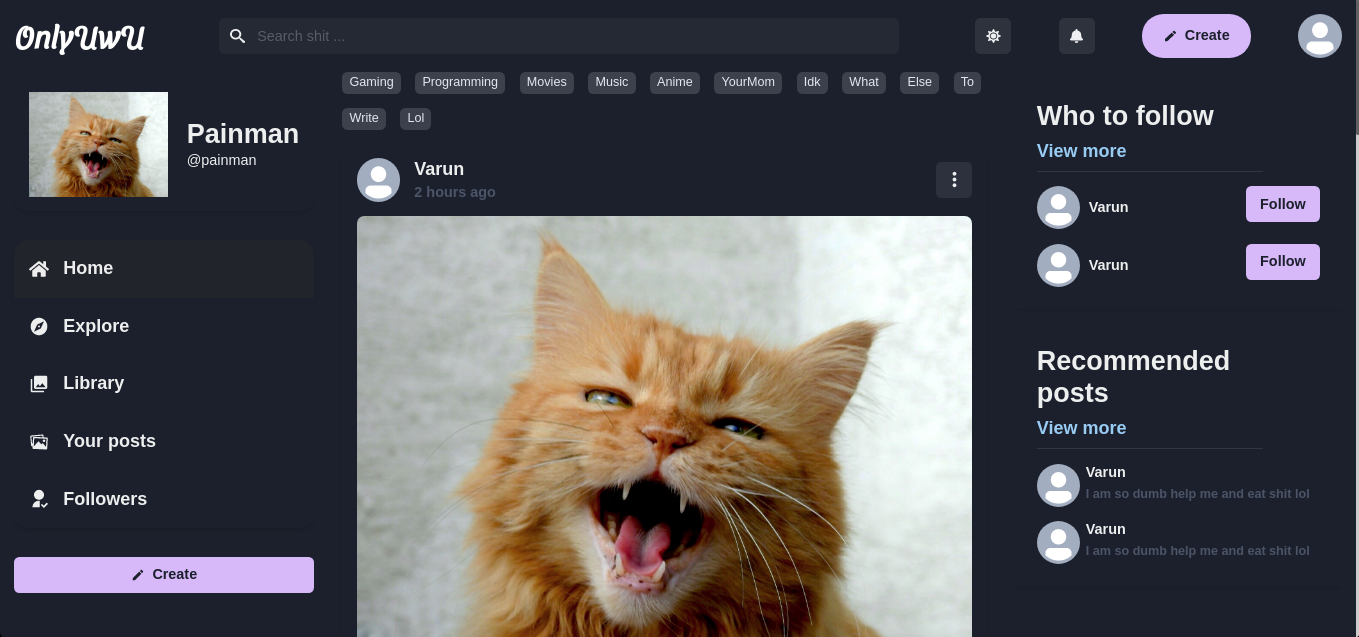 OnlyUwU
Search shit ...
Create
Painman
@painman
Home
Explore
Library
Your posts
Followers
Create
Gaming Programming Movies Music Anime YourMom Idk What Else To
Write Lol
Varun
2 hours ago
Who to follow
View more
Varun
Follow
Varun
Follow
Recommended
posts
View more
Varun
I am so dumb help me and eat shit lol
Varun
I am so dumb help me and eat shit lol